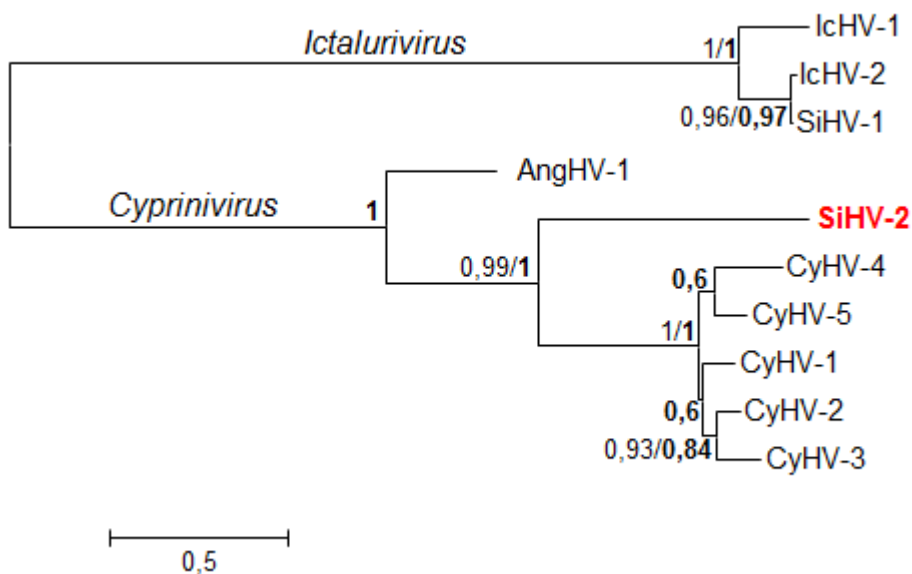 IcHV-1
Ictalurivirus
1/1
IcHV-2
0,96/0,97
SiHV-1
AngHV-1
Cyprinivirus
1
SiHV-2
0,99/1
CyHV-4
0,6
CyHV-5
1/1
CyHV-1
0,6
CyHV-2
0,93/0,84
CyHV-3
0,5